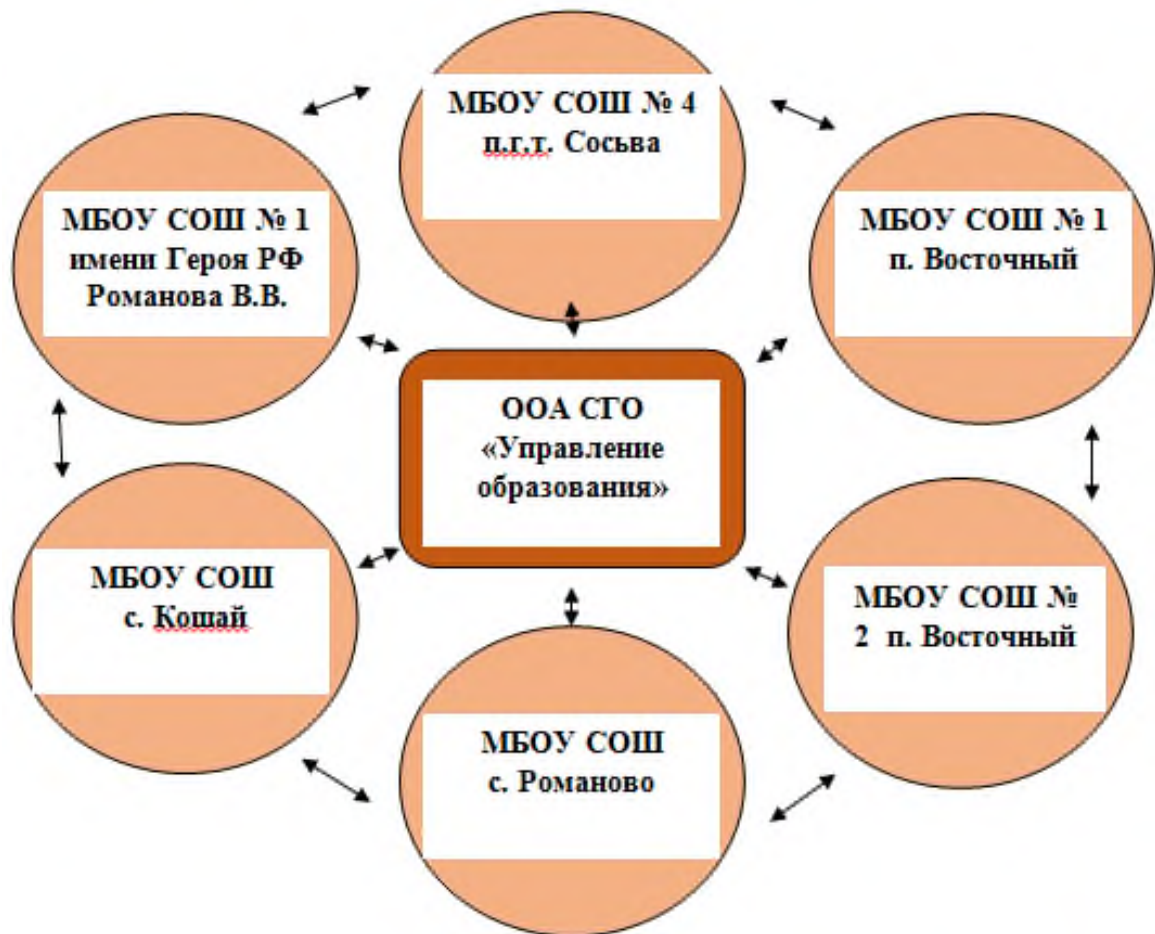 МБОУ СОШ № 4
п.г.т. Сосьва
МБОУ СОШ № 1
имени Героя РФ
Романова В.В.
МБОУ СОШ № 1
п. Восточный
ООА СГО
«Управление
образования»
МБОУ СОШ
с. Кошай
МБОУ СОШ №
2 п. Восточный
МБОУ СОШ
с. Романово